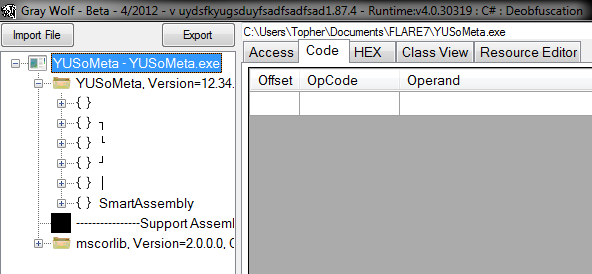 Gray Wolf - Beta - 4/2012 - v uydsfkyugsduyfsadfsadfsadfsad1.87.4 - Runtime:v4.0.30319 : C# : Deobfuscation
Import File
Export
C:\Users\Topher\Documents\FLARE7\YUSoMeta.exe
Access Code HEX Class View Resource Editor
Offset OpCode Operand
YUSoMeta - YUSoMeta.exe
YUSoMeta, Version=12.34.
{ }
{ } ┐
{ } └
{ } ┘
{ } │
{ } SmartAssembly
----------------Support Assemb
mscorlib, Version=2.0.0.0, C